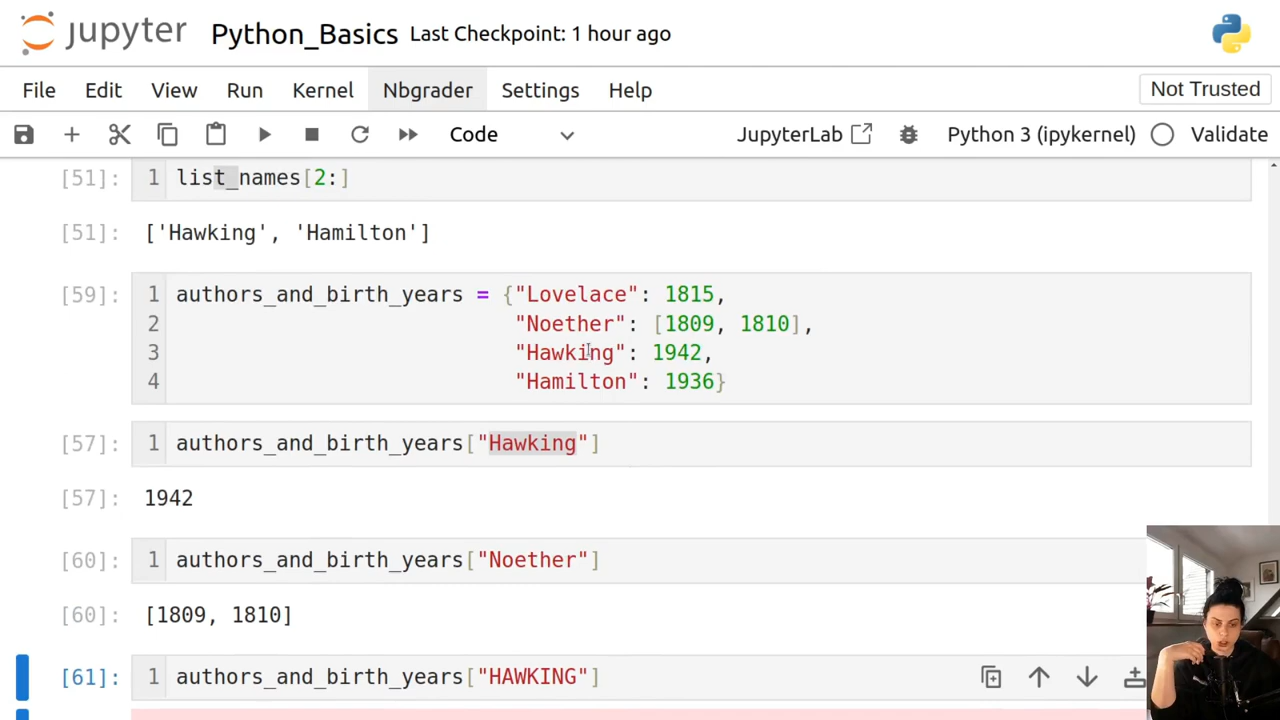 jupyter Python_Basics Last Checkpoint: 1 hour ago
File Edit View Run Kernel Nbgrader Settings Help Not Trusted
Code JupyterLab Python 3 (ipykernel) Validate
[51]: 1 list_names[2:]
[51]: ['Hawking', 'Hamilton']
[59]: 1 authors_and_birth_years = {"Lovelace": 1815,
2 "Noether": [1809, 1810],
3 "Hawking": 1942,
4 "Hamilton": 1936}
[57]: 1 authors_and_birth_years["Hawking"]
[57]: 1942
[60]: 1 authors_and_birth_years["Noether"]
[60]: [1809, 1810]
[61]: 1 authors_and_birth_years["HAWKING"]